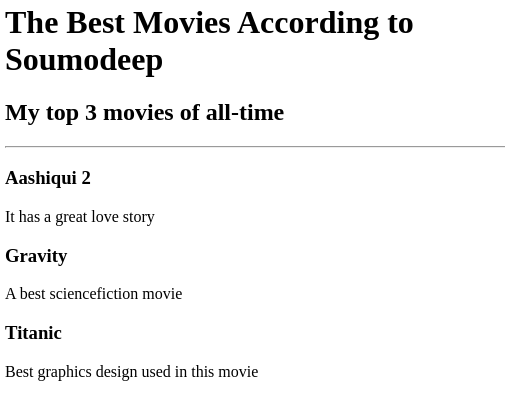 The Best Movies According to
Soumodeep
My top 3 movies of all-time
Aashiqui 2
It has a great love story
Gravity
A best sciencefiction movie
Titanic
Best graphics design used in this movie